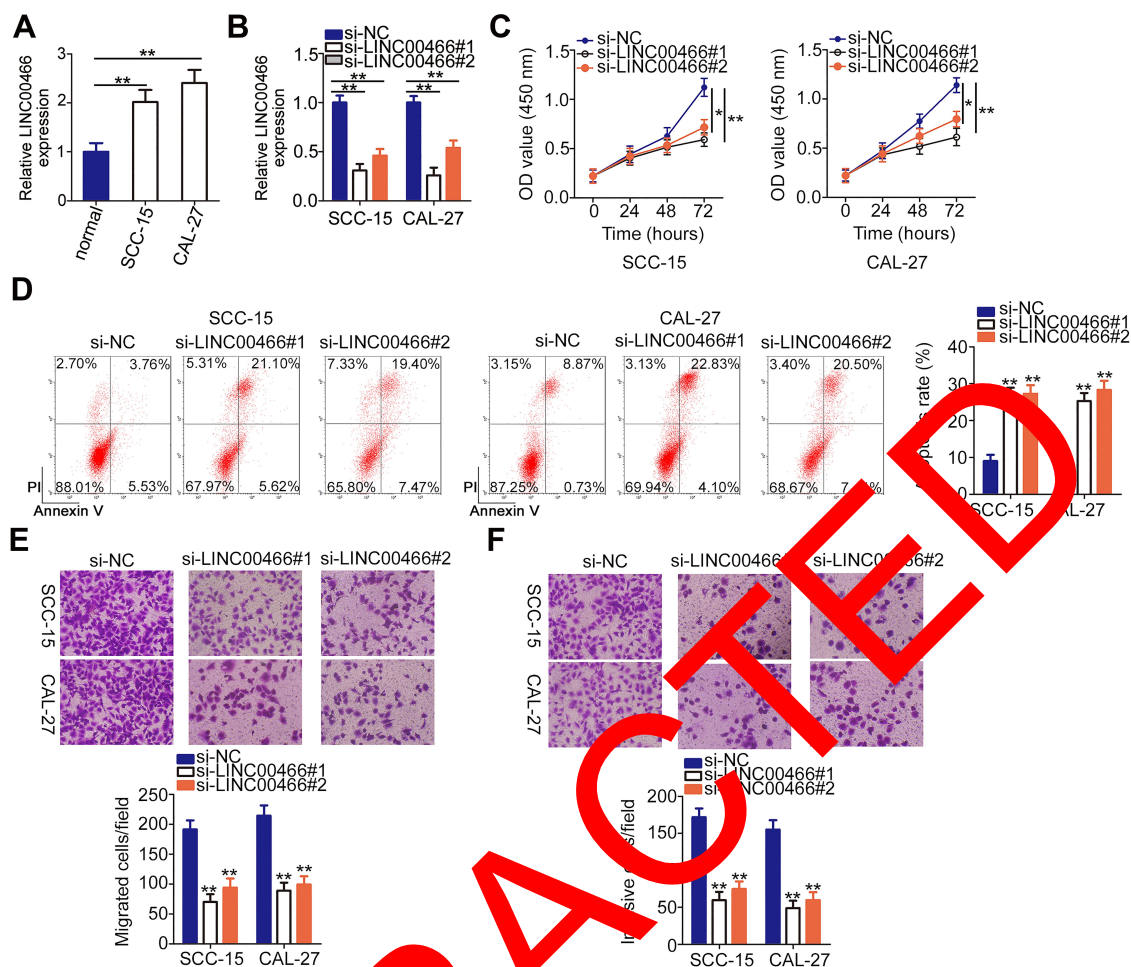 A
Relative LINC00466
expression
3
2
1
0
**
**
normal
SCC-15
CAL-27
B
si-NC
si-LINC00466#1
si-LINC00466#2
Relative LINC00466
expression
1.5
1.0
0.5
0.0
**
**
**
**
SCC-15
CAL-27
C
si-NC
si-LINC00466#1
si-LINC00466#2
OD value (450 nm)
1.5
1.0
0.5
0.0
*
**
0 24 48 72
Time (hours)
SCC-15
si-NC
si-LINC00466#1
si-LINC00466#2
OD value (450 nm)
1.5
1.0
0.5
0.0
*
**
0 24 48 72
Time (hours)
CAL-27
D
SCC-15
si-NC si-LINC00466#1 si-LINC00466#2
2.70% 3.76% 5.31% 21.10% 7.33% 19.40%
88.01% 5.53% 67.97% 5.62% 65.80% 7.47%
PI
Annexin V
CAL-27
si-NC si-LINC00466#1 si-LINC00466#2
3.15% 8.87% 3.13% 22.83% 3.40% 20.50%
87.25% 0.73% 69.94% 4.10% 68.67%
PI
Annexin V
si-NC
si-LINC00466#1
si-LINC00466#2
rate (%)
40
30
20
10
0
** ** ** **
SCC-15
E
si-NC si-LINC00466#1 si-LINC00466#2
SCC-15
CAL-27
si-NC
si-LINC00466#1
si-LINC00466#2
Migrated cells/field
250
200
150
100
50
0
** ** ** **
SCC-15 CAL-27
F
si-NC
SCC-15
CAL-27
si-NC
si-LINC00466#1
si-LINC00466#2
200
150
50
0
** ** ** **
SCC-15 CAL-27
ACTED